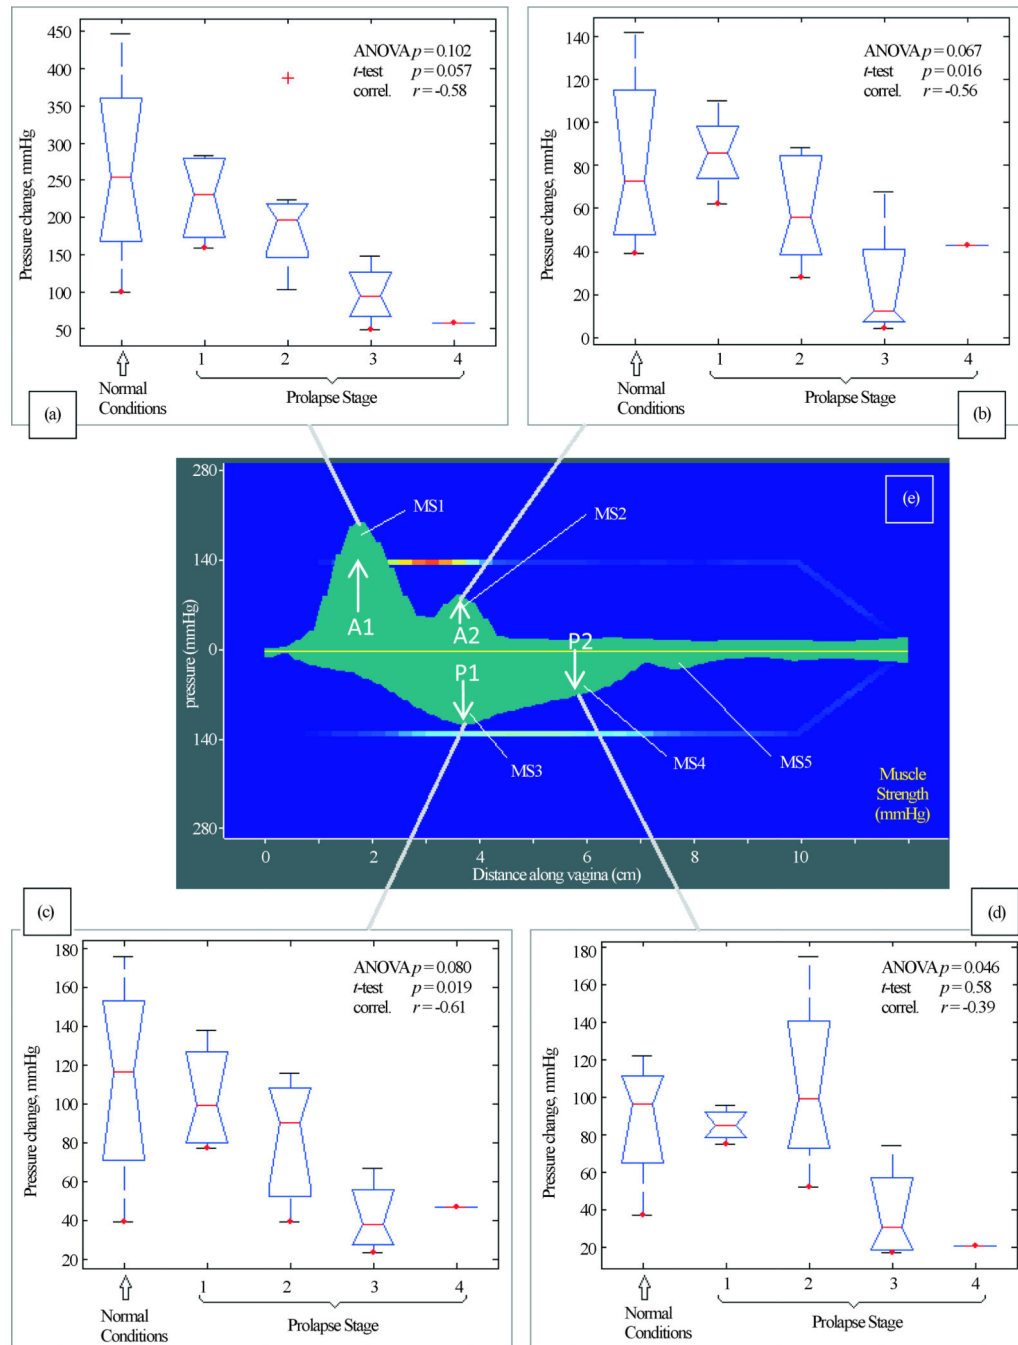 450
400
350
300
250
200
150
100
50
Pressure change, mmHg
ANOVA p = 0.102
t-test p = 0.057
correl. r = -0.58
1 2 3 4
Normal
Conditions
Prolapse Stage
(a)
140
120
100
80
60
40
20
0
Pressure change, mmHg
ANOVA p = 0.067
t-test p = 0.016
correl. r = -0.56
1 2 3 4
Normal
Conditions
Prolapse Stage
(b)
280
140
0
140
280
pressure (mmHg)
MS1
MS2
(e)
A1
A2
P2
P1
MS3
MS4
MS5
Muscle
Strength
(mmHg)
0 2 4 6 8 10
Distance along vagina (cm)
(c)
180
160
140
120
100
80
60
40
20
Pressure change, mmHg
ANOVA p = 0.080
t-test p = 0.019
correl. r = -0.61
1 2 3 4
Normal
Conditions
Prolapse Stage
(d)
180
160
140
120
100
80
60
40
20
Pressure change, mmHg
ANOVA p = 0.046
t-test p = 0.58
correl. r = -0.39
1 2 3 4
Normal
Conditions
Prolapse Stage